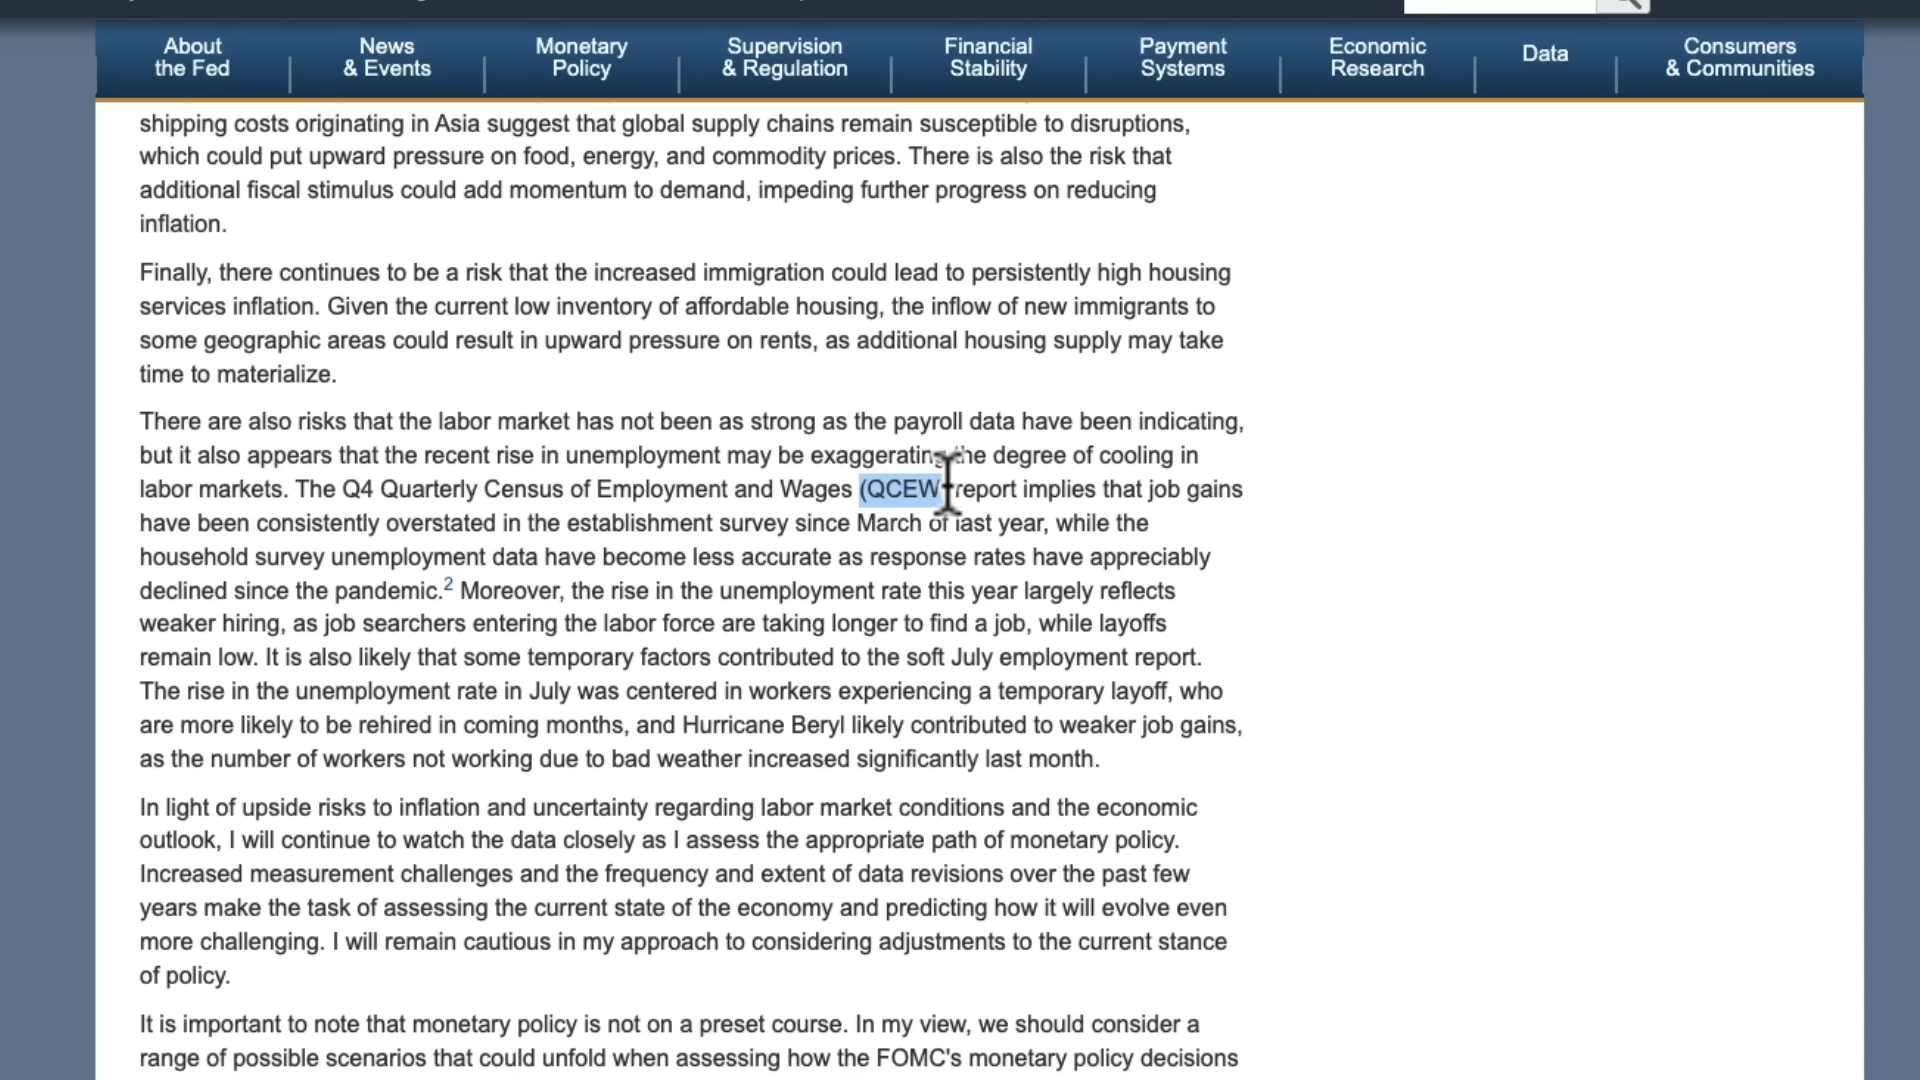 About
the Fed
News
& Events
Monetary
Policy
Supervision
& Regulation
Financial
Stability
Payment
Systems
Economic
Research
Data
Consumers
& Communities
shipping costs originating in Asia suggest that global supply chains remain susceptible to disruptions,
which could put upward pressure on food, energy, and commodity prices. There is also the risk that
additional fiscal stimulus could add momentum to demand, impeding further progress on reducing
inflation.
Finally, there continues to be a risk that the increased immigration could lead to persistently high housing
services inflation. Given the current low inventory of affordable housing, the inflow of new immigrants to
some geographic areas could result in upward pressure on rents, as additional housing supply may take
time to materialize.
There are also risks that the labor market has not been as strong as the payroll data have been indicating,
but it also appears that the recent rise in unemployment may be exaggerating the degree of cooling in
labor markets. The Q4 Quarterly Census of Employment and Wages (QCEW) report implies that job gains
have been consistently overstated in the establishment survey since March of last year, while the
household survey unemployment data have become less accurate as response rates have appreciably
declined since the pandemic.2 Moreover, the rise in the unemployment rate this year largely reflects
weaker hiring, as job searchers entering the labor force are taking longer to find a job, while layoffs
remain low. It is also likely that some temporary factors contributed to the soft July employment report.
The rise in the unemployment rate in July was centered in workers experiencing a temporary layoff, who
are more likely to be rehired in coming months, and Hurricane Beryl likely contributed to weaker job gains,
as the number of workers not working due to bad weather increased significantly last month.
In light of upside risks to inflation and uncertainty regarding labor market conditions and the economic
outlook, I will continue to watch the data closely as I assess the appropriate path of monetary policy.
Increased measurement challenges and the frequency and extent of data revisions over the past few
years make the task of assessing the current state of the economy and predicting how it will evolve even
more challenging. I will remain cautious in my approach to considering adjustments to the current stance
of policy.
It is important to note that monetary policy is not on a preset course. In my view, we should consider a
range of possible scenarios that could unfold when assessing how the FOMC's monetary policy decisions